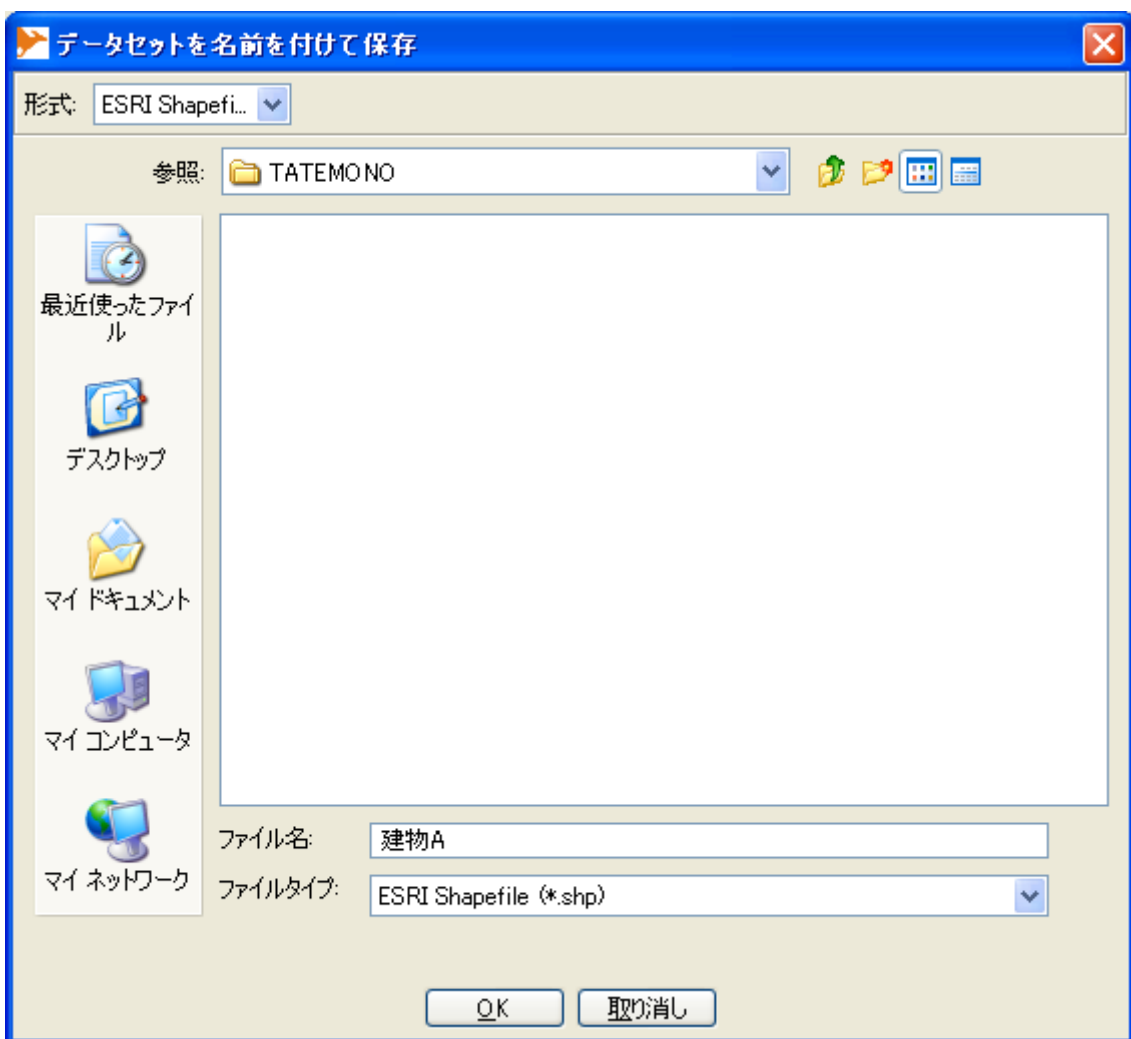 データセットを名前を付けて保存
形式: ESRI Shapefi...
参照: TATEMONO
最近使ったファイ
ル
デスクトップ
マイ ドキュメント
マイ コンピュータ
マイ ネットワーク
ファイル名: 建物A
ファイルタイプ: ESRI Shapefile (*.shp)
OK 取り消し